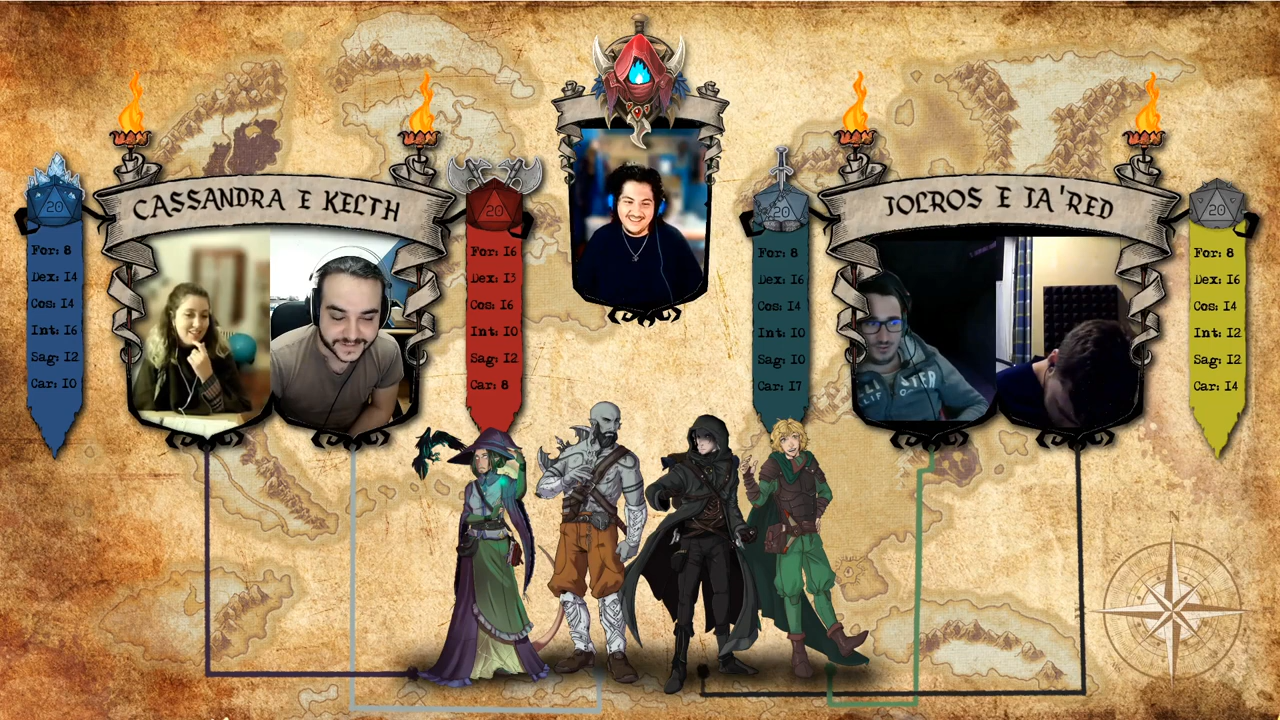 CASSANDRA E KELTH
JOLROS E JA'RED
20
For: 8
Dex: 14
Cos: 14
Int: 16
Sag: 12
Car: 10
20
For: 16
Dex: 13
Cos: 16
Int: 10
Sag: 12
Car: 8
20
For: 8
Dex: 16
Cos: 14
Int: 10
Sag: 10
Car: 17
20
For: 8
Dex: 16
Cos: 14
Int: 12
Sag: 12
Car: 14
N